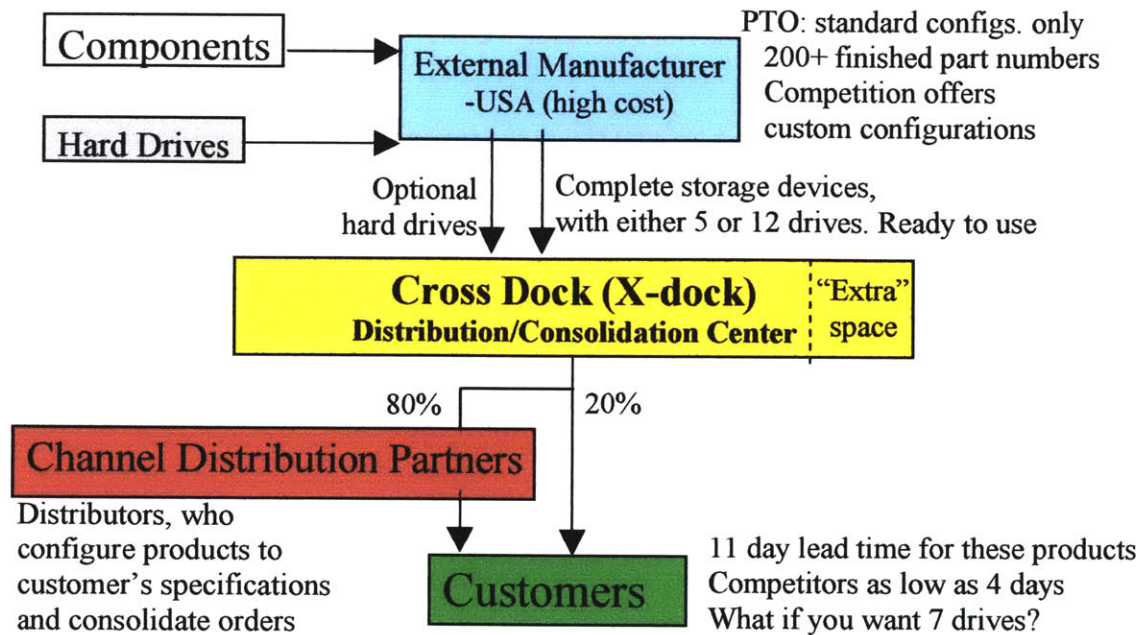 Components
External Manufacturer
-USA (high cost)
PTO: standard configs. only
200+ finished part numbers
Competition offers
custom configurations
Hard Drives
Optional
hard drives
Complete storage devices,
with either 5 or 12 drives. Ready to use
Cross Dock (X-dock)
Distribution/Consolidation Center
“Extra”
space
80%
20%
Channel Distribution Partners
Distributors, who
configure products to
customer’s specifications
and consolidate orders
Customers
11 day lead time for these products
Competitors as low as 4 days
What if you want 7 drives?